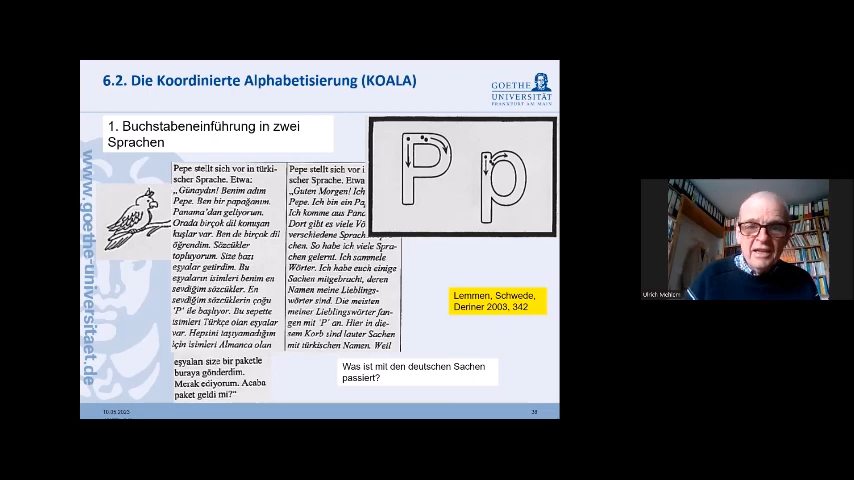 6.2. Die Koordinierte Alphabetisierung (KOALA)
GOETHE
UNIVERSITÄT
FRANKFURT AM MAIN
1. Buchstabeneinführung in zwei
Sprachen
P p
www.goethe-universitaet.de
Pepe stellt sich vor in türki-
scher Sprache. Etwa:
„Günaydın! Benim adım
Pepe. Ben bir papağanım.
Panama'dan geliyorum.
Orada birçok dil konuşan
kuşlar var. Ben de birçok dil
öğrendim. Sözcükler
topluyorum. Size bazı
eşyalar getirdim. Bu
eşyaların isimleri benim en
sevdiğim sözcükler. En
sevdiğim sözcüklerin çoğu
'P' ile başlıyor. Bu sepette
isimleri Türkçe olan eşyalar
var. Hepsini taşıyamadığım
için isimleri Almanca olan
eşyaları size bir paketle
buraya gönderdim.
Merak ediyorum. Acaba
paket geldi mi?"
Pepe stellt sich vor i
scher Sprache. Etwa
„Guten Morgen! Ich
Pepe. Ich bin ein Pa
Ich komme aus Pana
Dort gibt es viele Vö
verschiedene Sprach
chen. So habe ich viele Spra-
chen gelernt. Ich sammele
Wörter. Ich habe euch einige
Sachen mitgebracht, deren
Namen meine Lieblings-
wörter sind. Die meisten
meiner Lieblingswörter fan-
gen mit 'P' an. Hier in die-
sem Korb sind lauter Sachen
mit türkischen Namen. Weil
Lemmen, Schwede,
Deriner 2003, 342
Was ist mit den deutschen Sachen
passiert?
38
Ulrich Mehlem